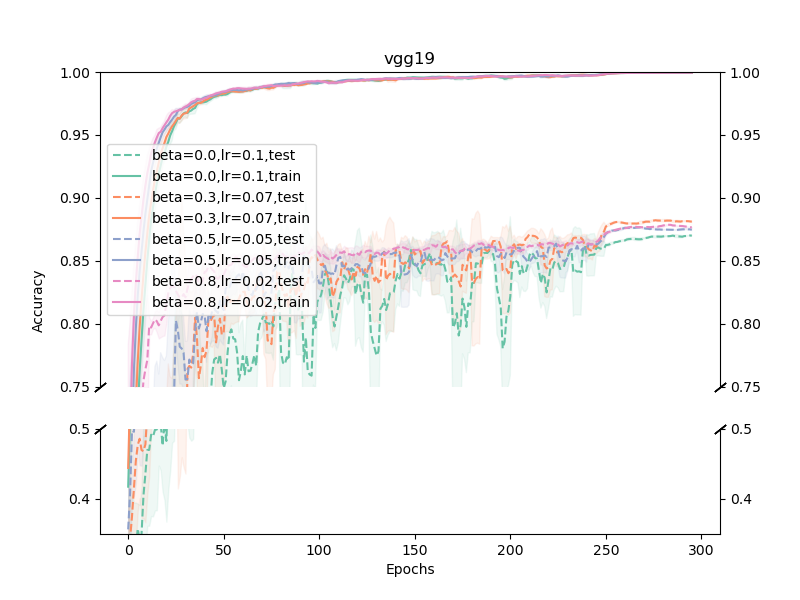 vgg19
1.00
1.00
0.95
0.95
0.90
0.90
0.85
0.85
0.80
0.80
0.75
0.75
beta=0.0,lr=0.1,test
beta=0.0,lr=0.1,train
beta=0.3,lr=0.07,test
beta=0.3,lr=0.07,train
beta=0.5,lr=0.05,test
beta=0.5,lr=0.05,train
beta=0.8,lr=0.02,test
beta=0.8,lr=0.02,train
Accuracy
0.5
0.5
0.4
0.4
0 50 100 150 200 250 300
Epochs